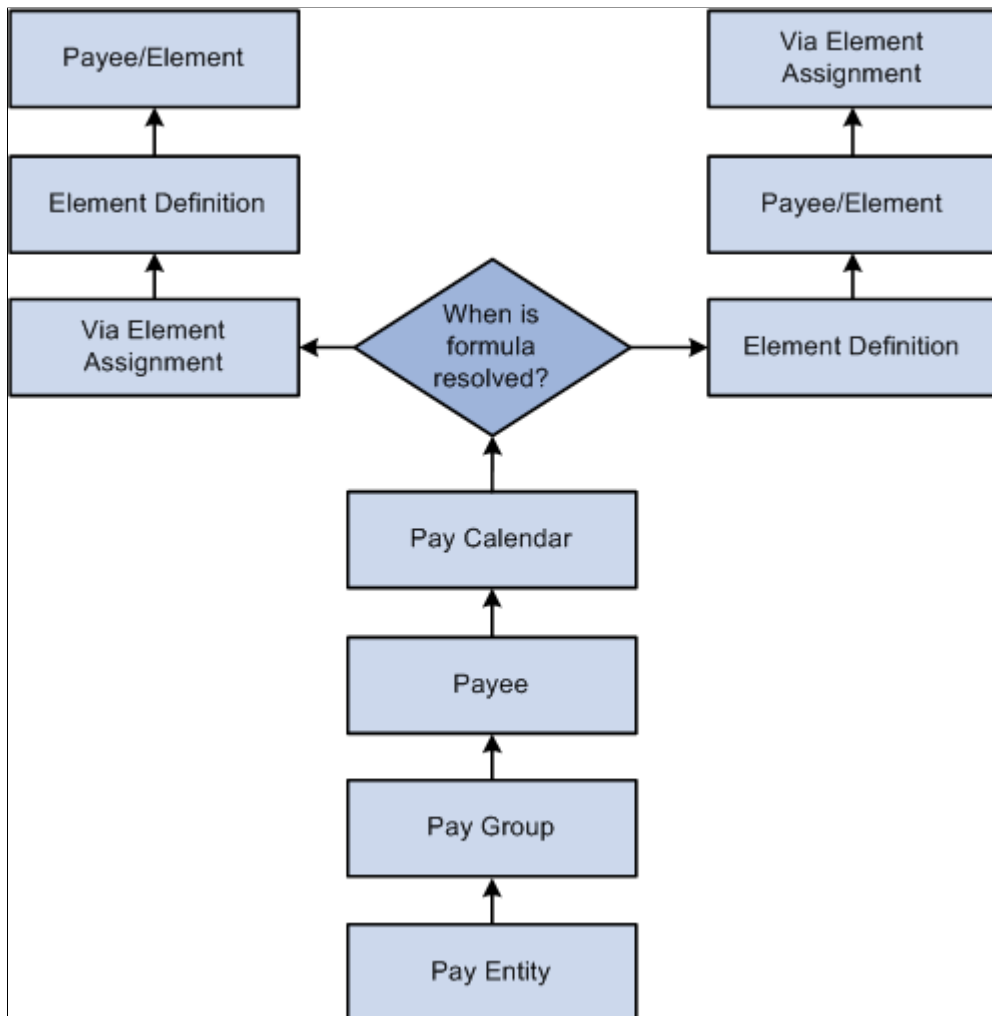 Payee/Element
Via Element
Assignment
Element Definition
Payee/Element
Via Element
Assignment
When is
formula
resolved?
Element Definition
Pay Calendar
Payee
Pay Group
Pay Entity